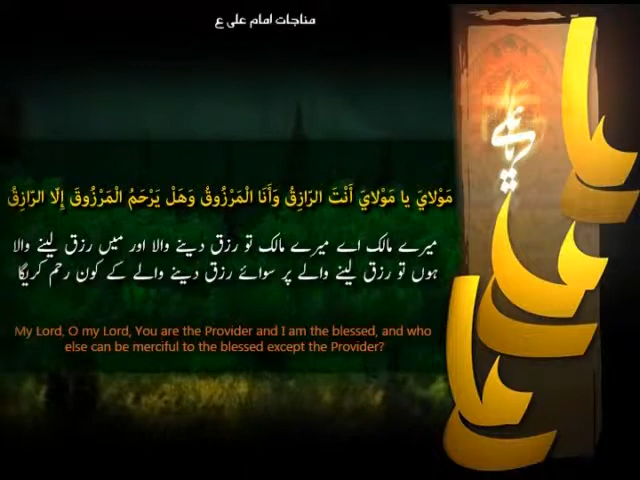 مناجات امام علی ع
مَوْلايَ يا مَوْلايَ أَنْتَ الرّازِقُ وَأَنَا الْمَرْزُوقُ وَهَلْ يَرْحَمُ الْمَرْزُوقَ إِلّا الرّازِقُ
میرے مالک اے میرے مالک تو رزق دینے والا اور میں رزق لینے والا
ہوں تو رزق لینے والے پر سوائے رزق دینے والے کے کون رحم کریگا
My Lord, O my Lord, You are the Provider and I am the blessed, and who
else can be merciful to the blessed except the Provider?